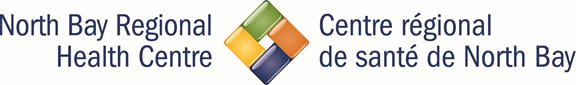 North Bay Regional
Health Centre
Centre régional
de santé de North Bay